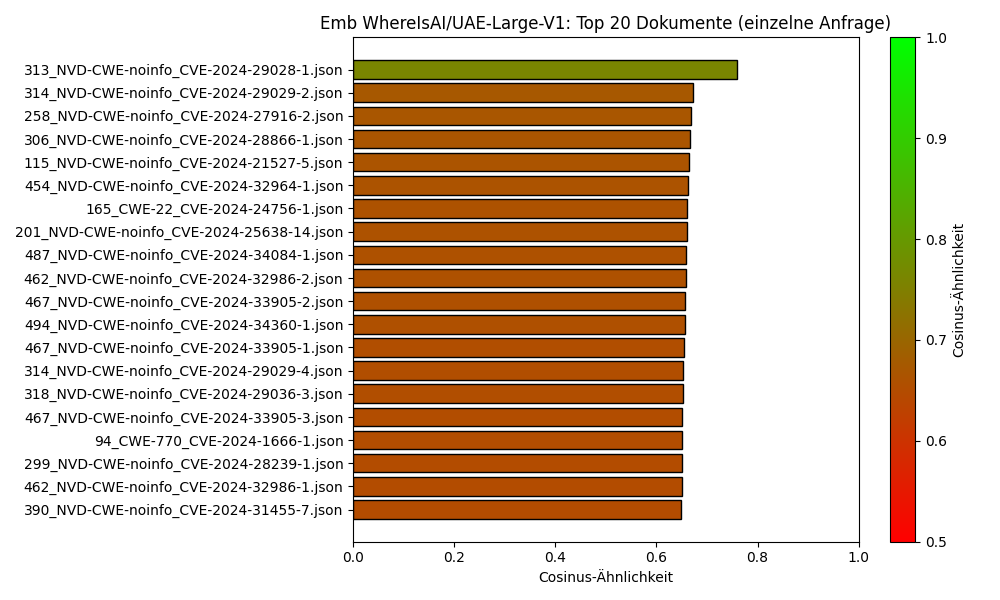 Emb WhereIsAI/UAE-Large-V1: Top 20 Dokumente (einzelne Anfrage)
313_NVD-CWE-noinfo_CVE-2024-29028-1.json
314_NVD-CWE-noinfo_CVE-2024-29029-2.json
258_NVD-CWE-noinfo_CVE-2024-27916-2.json
306_NVD-CWE-noinfo_CVE-2024-28866-1.json
115_NVD-CWE-noinfo_CVE-2024-21527-5.json
454_NVD-CWE-noinfo_CVE-2024-32964-1.json
165_CWE-22_CVE-2024-24756-1.json
201_NVD-CWE-noinfo_CVE-2024-25638-14.json
487_NVD-CWE-noinfo_CVE-2024-34084-1.json
462_NVD-CWE-noinfo_CVE-2024-32986-2.json
467_NVD-CWE-noinfo_CVE-2024-33905-2.json
494_NVD-CWE-noinfo_CVE-2024-34360-1.json
467_NVD-CWE-noinfo_CVE-2024-33905-1.json
314_NVD-CWE-noinfo_CVE-2024-29029-4.json
318_NVD-CWE-noinfo_CVE-2024-29036-3.json
467_NVD-CWE-noinfo_CVE-2024-33905-3.json
94_CWE-770_CVE-2024-1666-1.json
299_NVD-CWE-noinfo_CVE-2024-28239-1.json
462_NVD-CWE-noinfo_CVE-2024-32986-1.json
390_NVD-CWE-noinfo_CVE-2024-31455-7.json
0.0 0.2 0.4 0.6 0.8 1.0
Cosinus-Ähnlichkeit
1.0
0.9
0.8
0.7
0.6
0.5
Cosinus-Ähnlichkeit